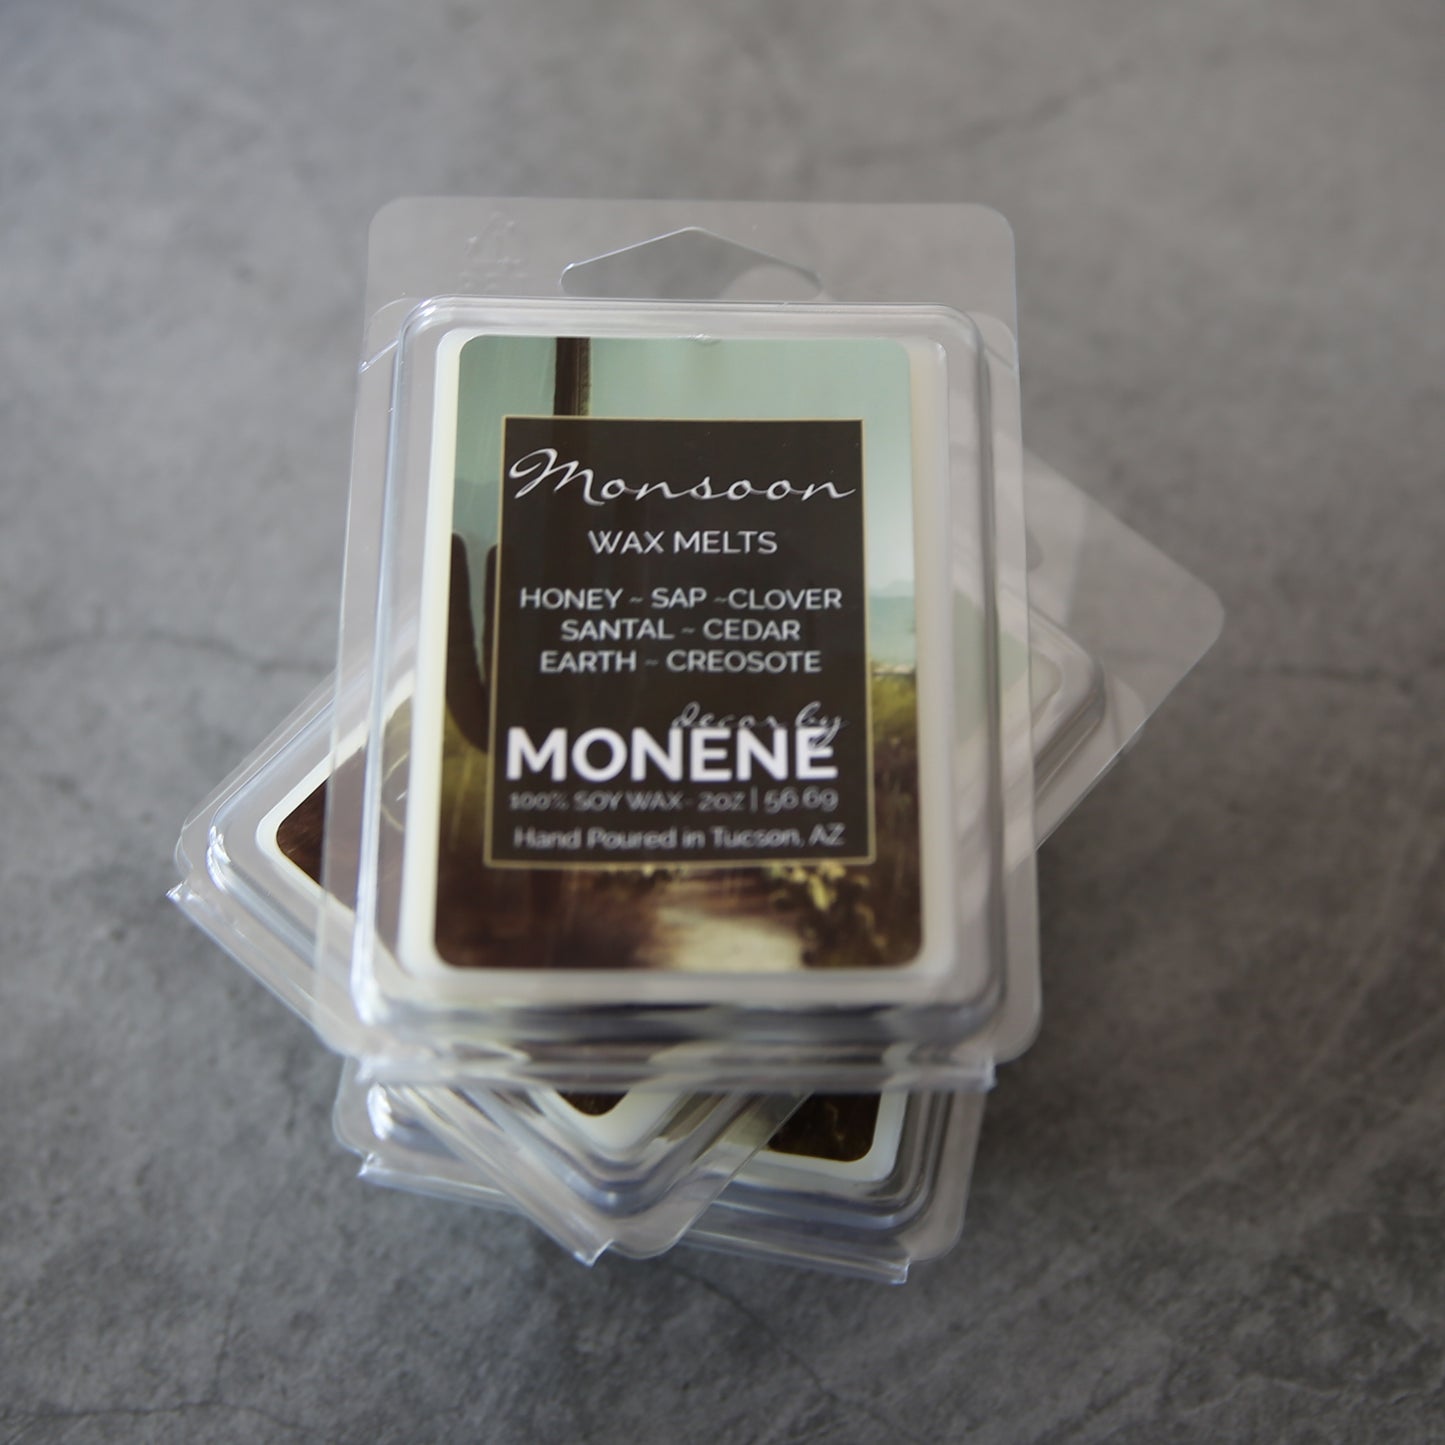 Monsoon
WAX MELTS
HONEY ~ SAP ~CLOVER
SANTAL ~ CEDAR
EARTH ~ CREOSOTE
decor by
MONENE
100% SOY WAX- 2OZ | 56.6g
Hand Poured in Tucson, AZ